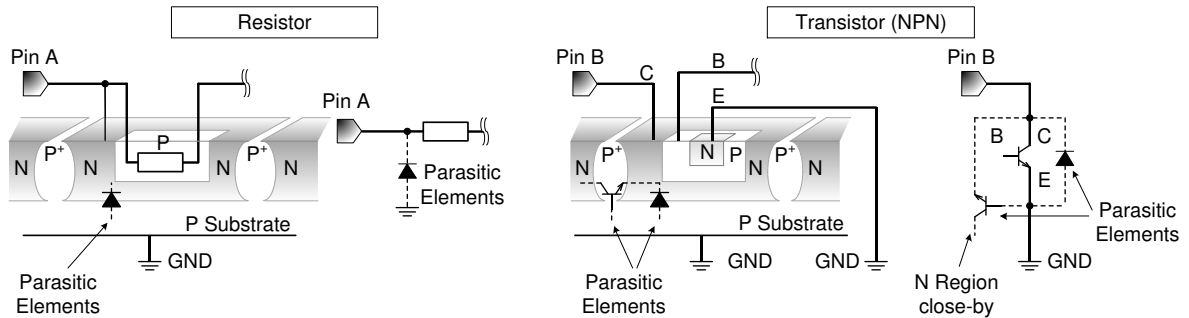 Resistor
Transistor (NPN)
Pin A
Pin B
C
B
E
Pin B
Pin A
N
P+
N
P
P+
N
Parasitic
Elements
P Substrate
GND
Parasitic
Elements
N
P+
N
N
P
P+
N
P Substrate
GND
GND
Parasitic
Elements
B
C
E
Parasitic
Elements
GND
N Region
close-by